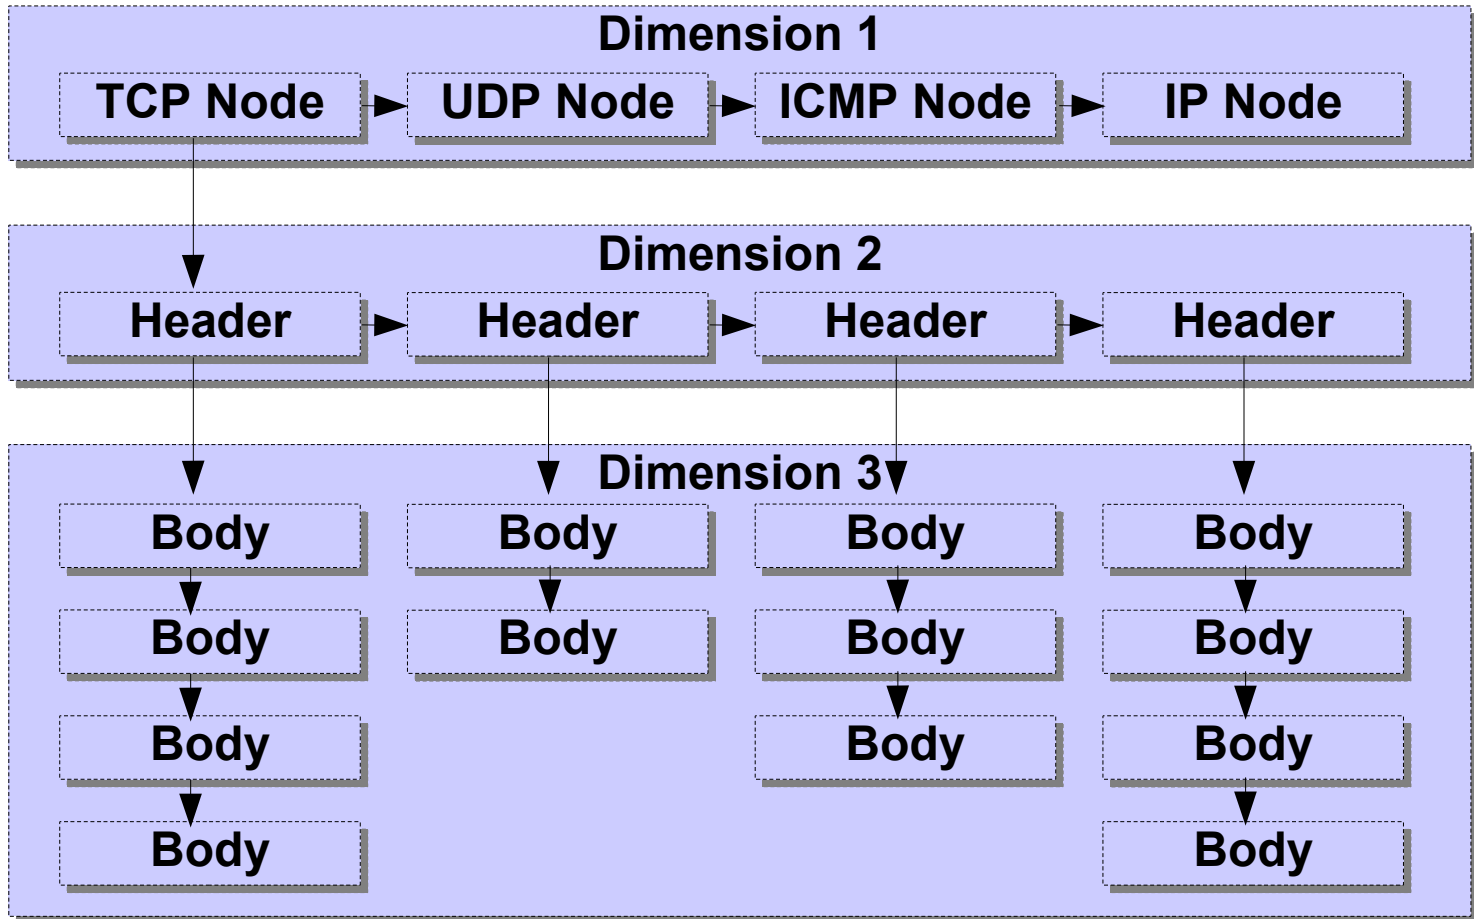 Dimension 1
TCP Node UDP Node ICMP Node IP Node
Dimension 2
Header Header Header Header
Dimension 3
Body Body Body Body
Body Body Body Body
Body Body Body
Body Body